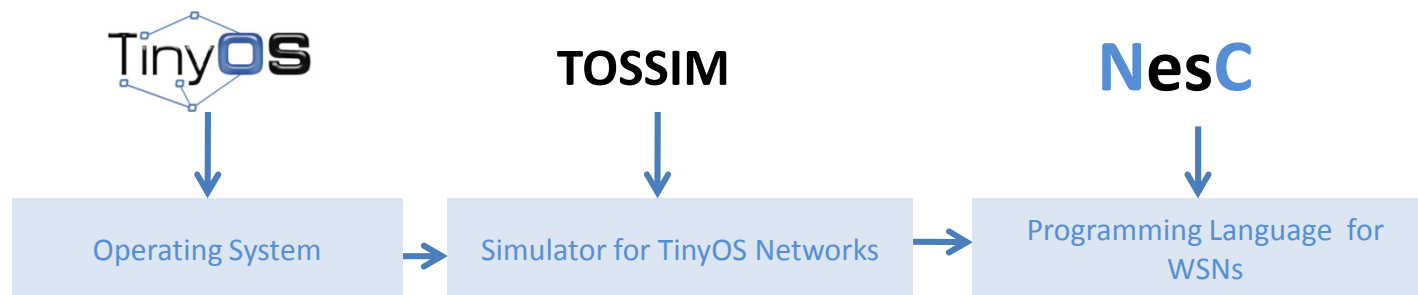 TinyOS
TOSSIM
NesC
Operating System
Simulator for TinyOS Networks
Programming Language for
WSNs